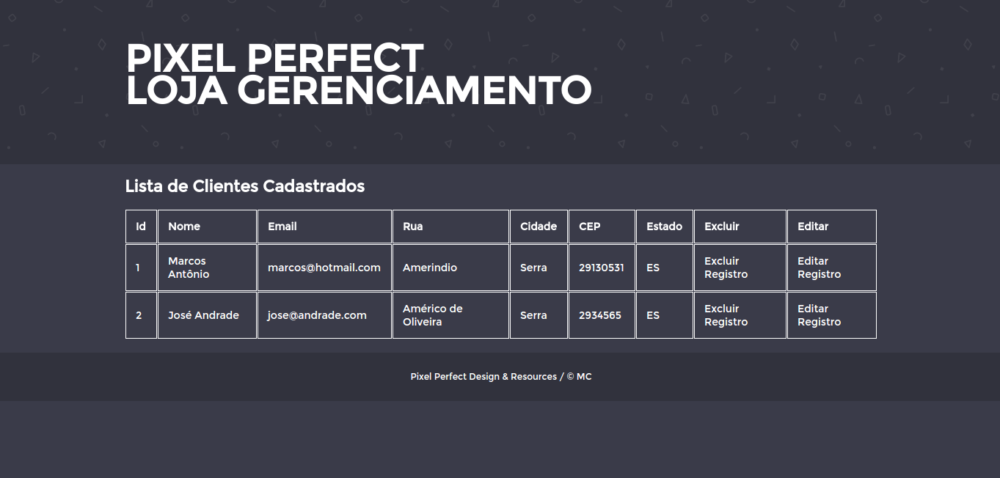 PIXEL PERFECT
LOJA GERENCIAMENTO
Lista de Clientes Cadastrados
Id Nome Email Rua Cidade CEP Estado Excluir Editar
1 Marcos Antônio marcos@hotmail.com Amerindio Serra 29130531 ES Excluir Registro Editar Registro
2 José Andrade jose@andrade.com Américo de Oliveira Serra 2934565 ES Excluir Registro Editar Registro
Pixel Perfect Design & Resources / © MC